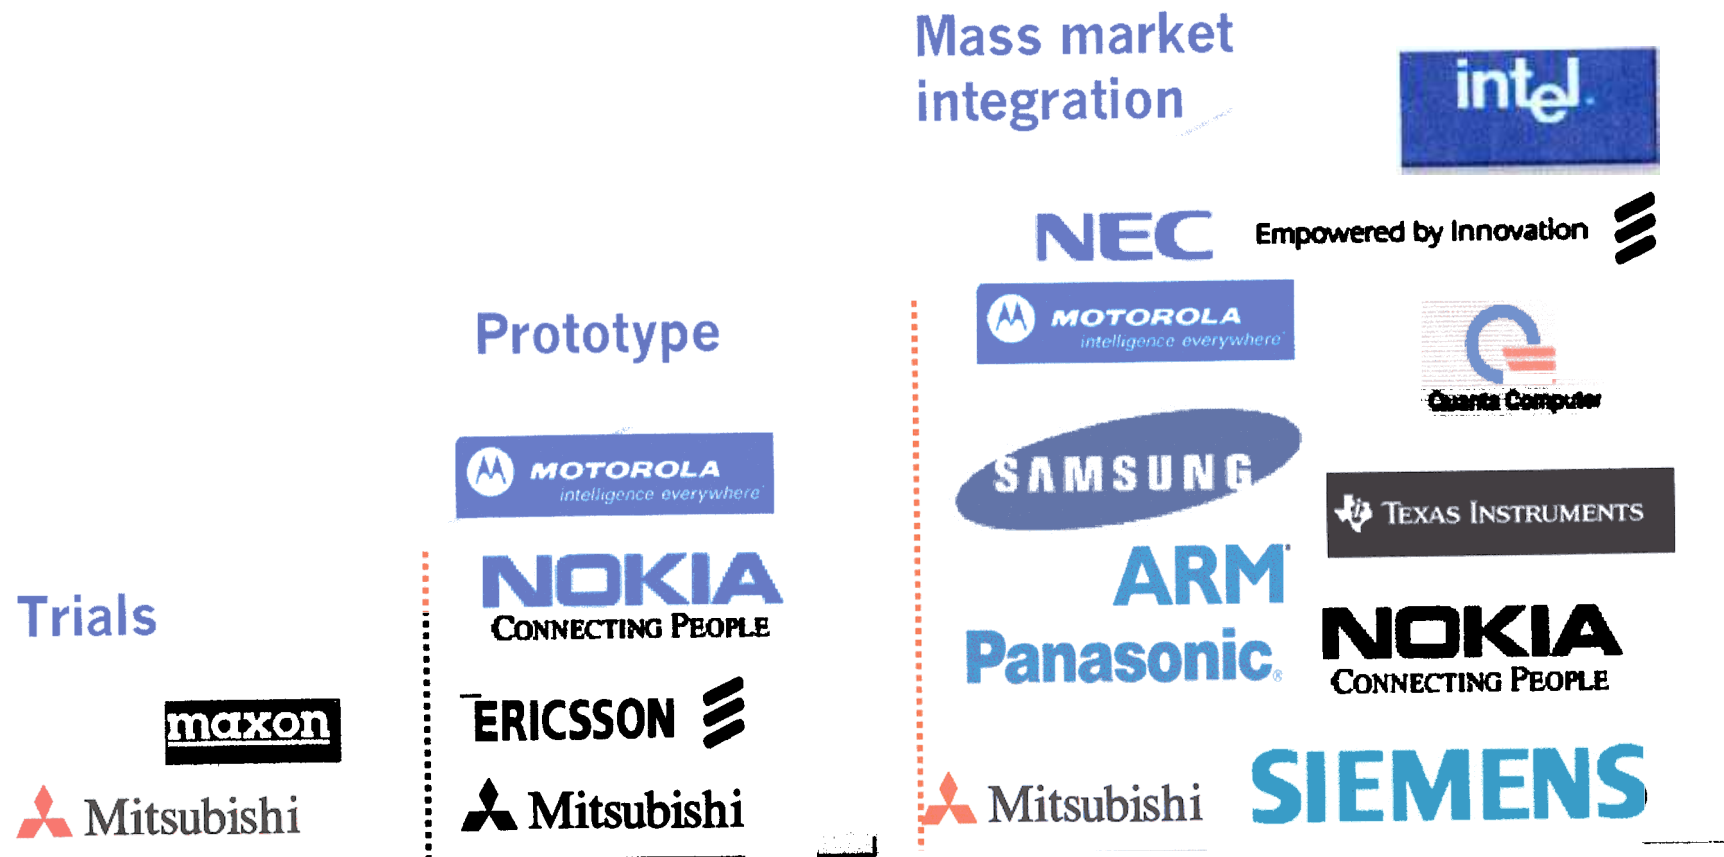 Trials
maxon
Mitsubishi
Prototype
MOTOROLA
intelligence everywhere
NOKIA
CONNECTING PEOPLE
ERICSSON
Mitsubishi
Mass market
integration
intel.
NEC Empowered by Innovation
MOTOROLA
intelligence everywhere
Quanta Computer
SAMSUNG
TEXAS INSTRUMENTS
ARM
Panasonic®
NOKIA
CONNECTING PEOPLE
Mitsubishi
SIEMENS